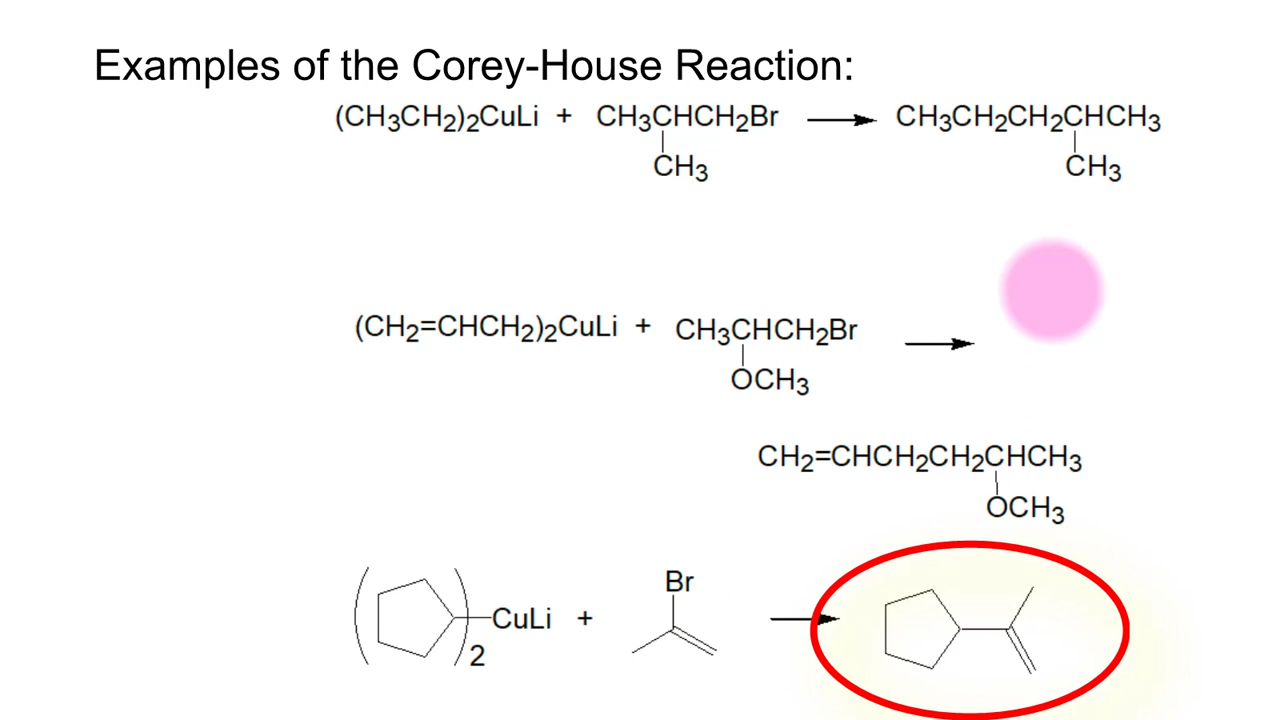 Examples of the Corey-House Reaction:
(CH3CH2)2CuLi + CH3CHCH2Br CH3CH2CH2CHCH3
CH3 CH3
(CH2=CHCH2)2CuLi + CH3CHCH2Br
OCH3
CH2=CHCH2CH2CHCH3
OCH3
Br
CuLi +
2